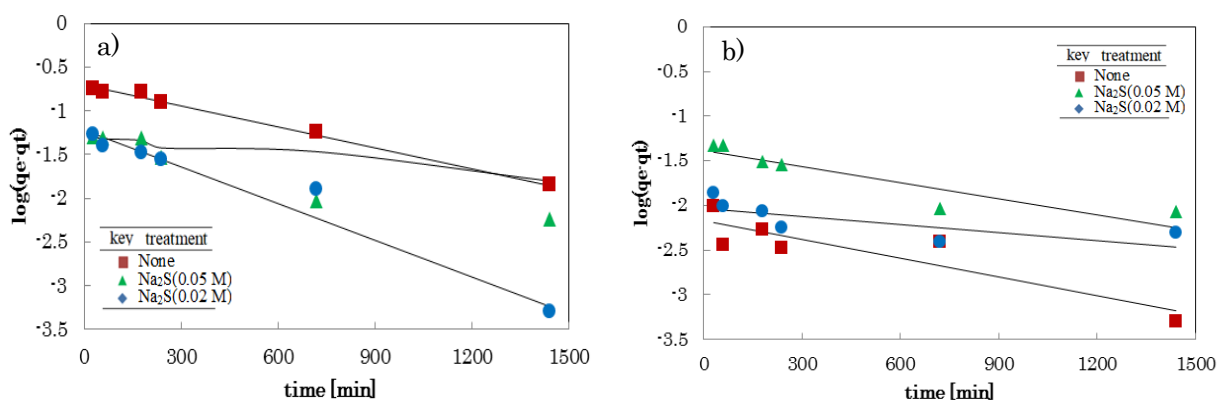 a)
0
-0.5
-1
-1.5
-2
-2.5
-3
-3.5
log(qe-qt)
key treatment
None
Na₂S(0.05 M)
Na₂S(0.02 M)
0 300 600 900 1200 1500
time [min]
b)
0
-0.5
-1
-1.5
-2
-2.5
-3
-3.5
log(qe-qt)
key treatment
None
Na₂S(0.05 M)
Na₂S(0.02 M)
0 300 600 900 1200 1500
time [min]